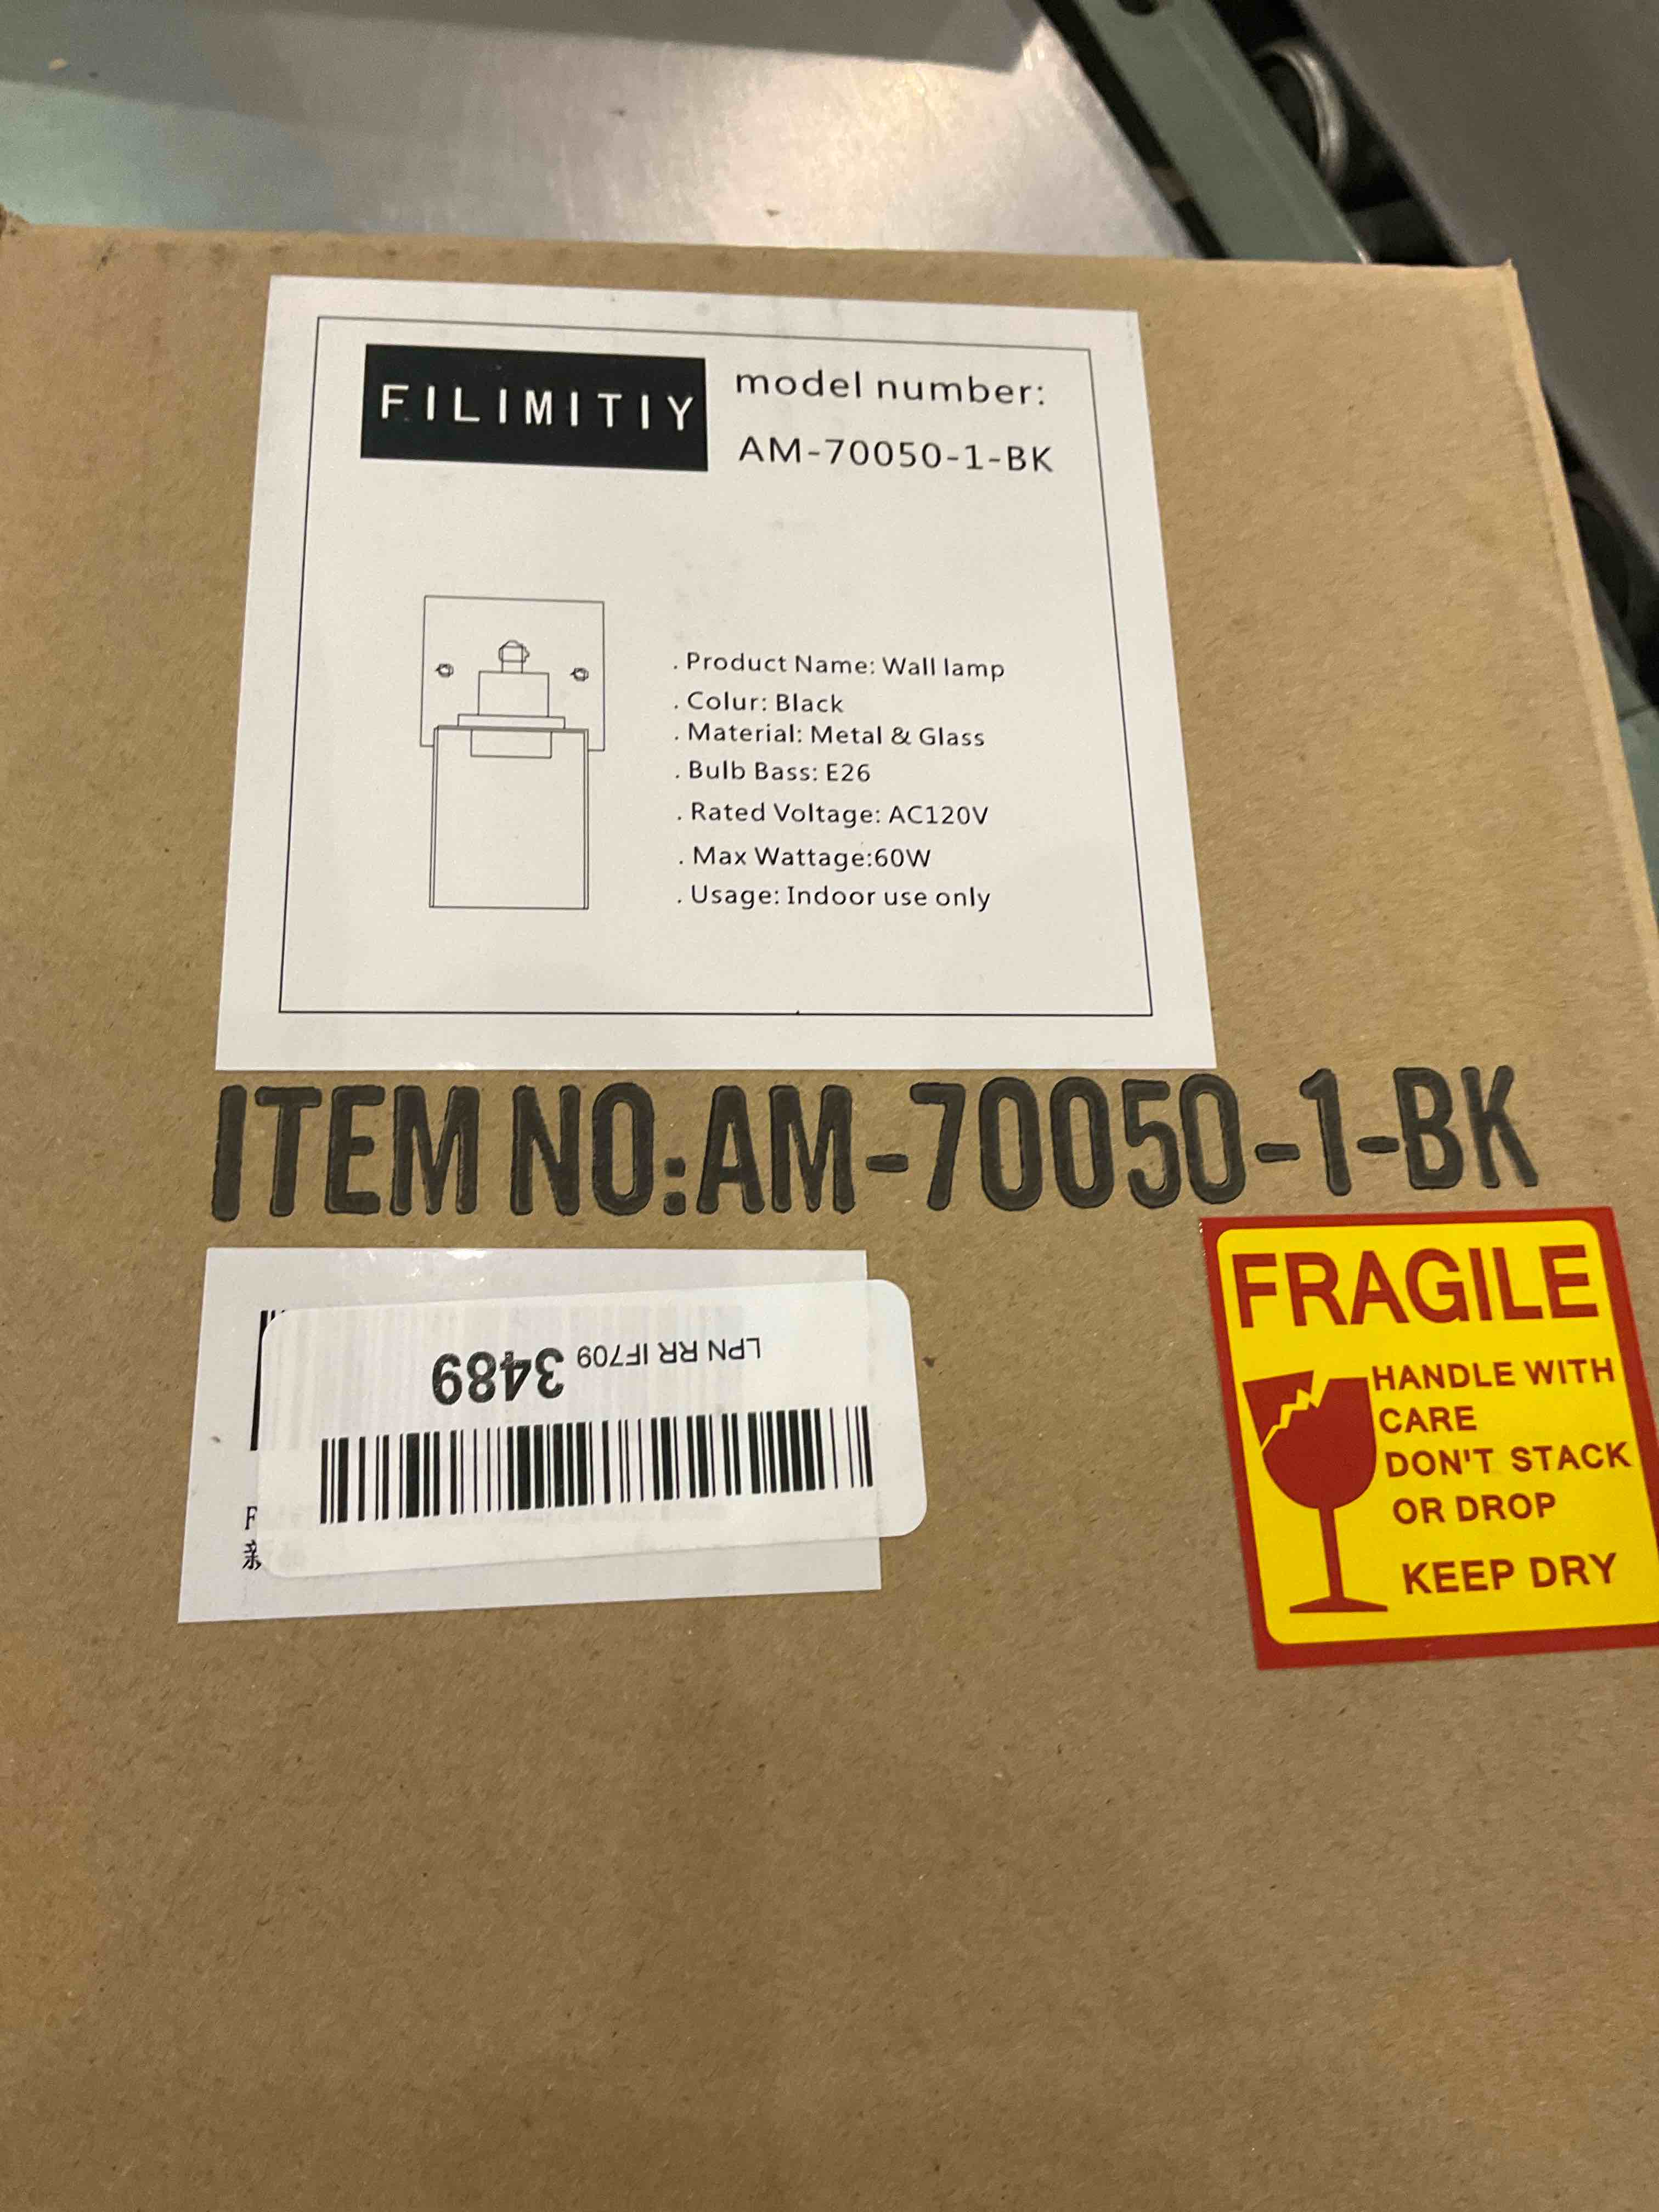 FILIMITIY
model number:
AM-70050-1-BK
. Product Name: Wall lamp
. Colur: Black
. Material: Metal & Glass
. Bulb Bass: E26
. Rated Voltage: AC120V
. Max Wattage:60W
. Usage: Indoor use only
ITEM NO:AM-70050-1-BK
LPN RR IF709 3489
F
FRAGILE
HANDLE WITH
CARE
DON'T STACK
OR DROP
KEEP DRY